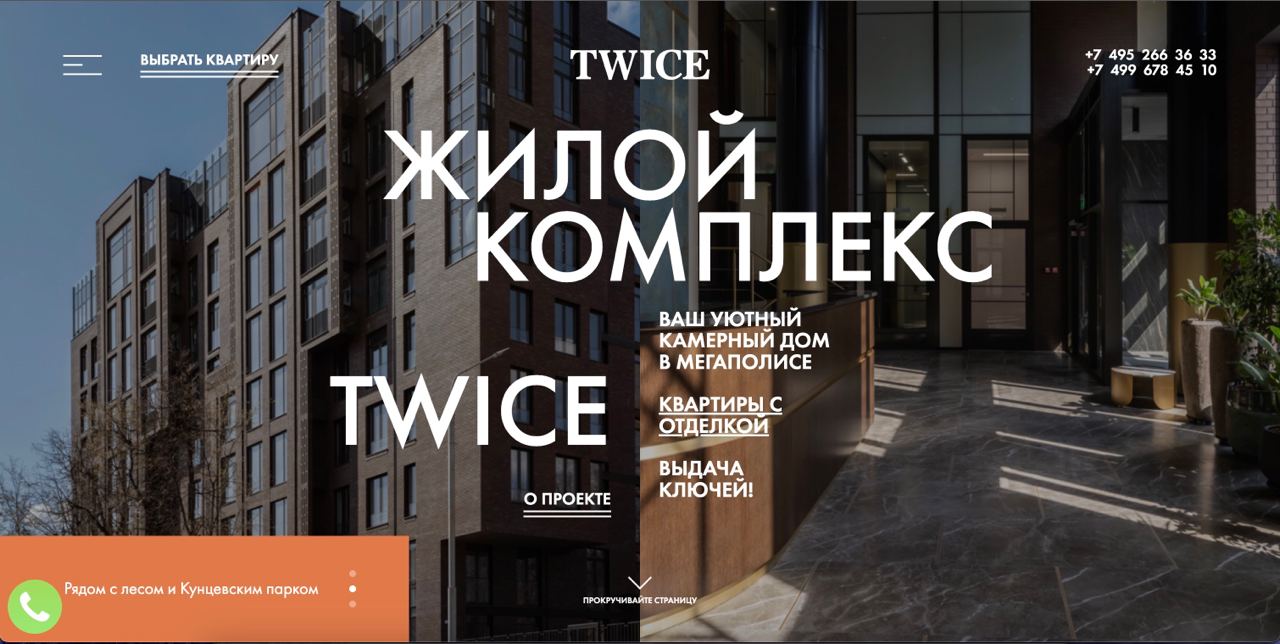 ВЫБРАТЬ КВАРТИРУ
TWICE
+7 495 266 36 33
+7 499 678 45 10
ЖИЛОЙ
КОМПЛЕКС
TWICE
ВАШ УЮТНЫЙ
КАМЕРНЫЙ ДОМ
В МЕГАПОЛИСЕ
КВАРТИРЫ С
ОТДЕЛКОЙ
ВЫДАЧА
КЛЮЧЕЙ!
О ПРОЕКТЕ
Рядом с лесом и Кунцевским парком
ПРОКРУЧИВАЙТЕ СТРАНИЦУ